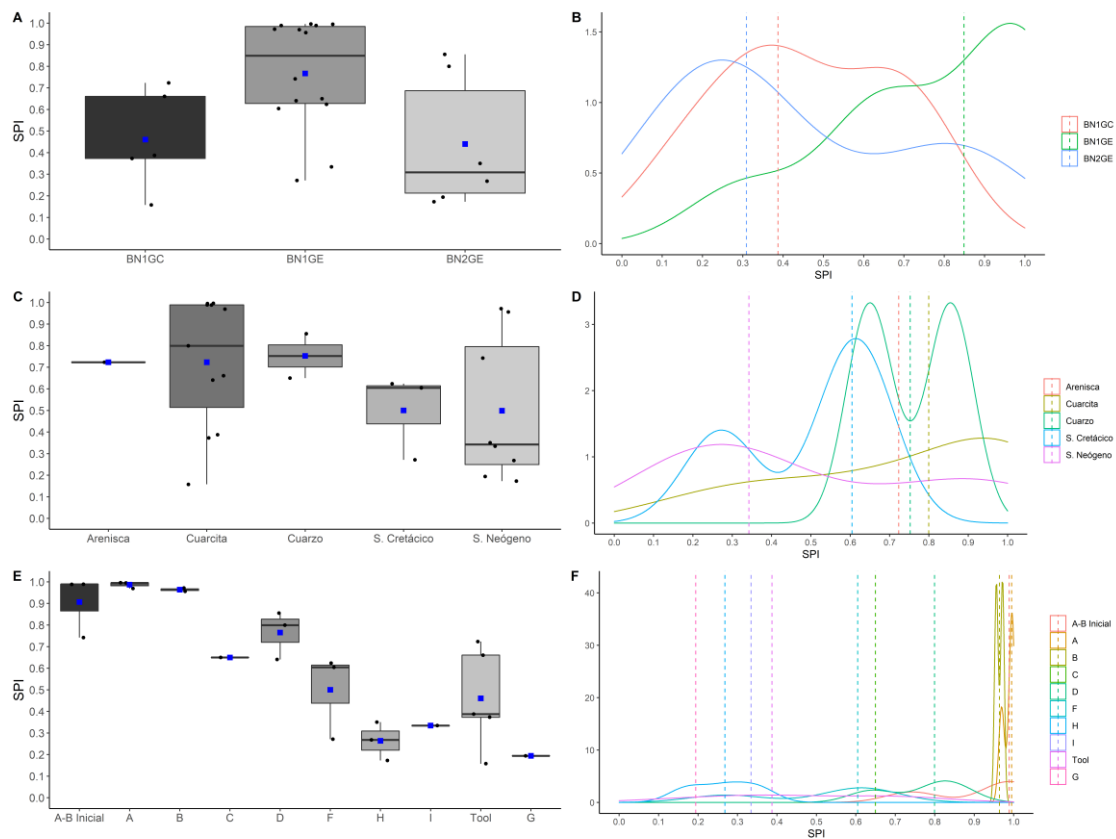 A
SPI
1.0
0.9
0.8
0.7
0.6
0.5
0.4
0.3
0.2
0.1
0.0
BN1GC BN1GE BN2GE
B
1.5
1.0
0.5
0.0
0.0 0.1 0.2 0.3 0.4 0.5 0.6 0.7 0.8 0.9 1.0
SPI
BN1GC
BN1GE
BN2GE
C
SPI
1.0
0.9
0.8
0.7
0.6
0.5
0.4
0.3
0.2
0.1
0.0
Arenisca Cuarcita Cuarzo S. Cretácico S. Neógeno
D
3
2
1
0
0.0 0.1 0.2 0.3 0.4 0.5 0.6 0.7 0.8 0.9 1.0
SPI
Arenisca
Cuarcita
Cuarzo
S. Cretácico
S. Neógeno
E
SPI
1.0
0.9
0.8
0.7
0.6
0.5
0.4
0.3
0.2
0.1
0.0
A-B Inicial A B C D F H I Tool G
F
40
30
20
10
0
0.0 0.1 0.2 0.3 0.4 0.5 0.6 0.7 0.8 0.9 1.0
SPI
A-B Inicial
A
B
C
D
F
H
I
Tool
G